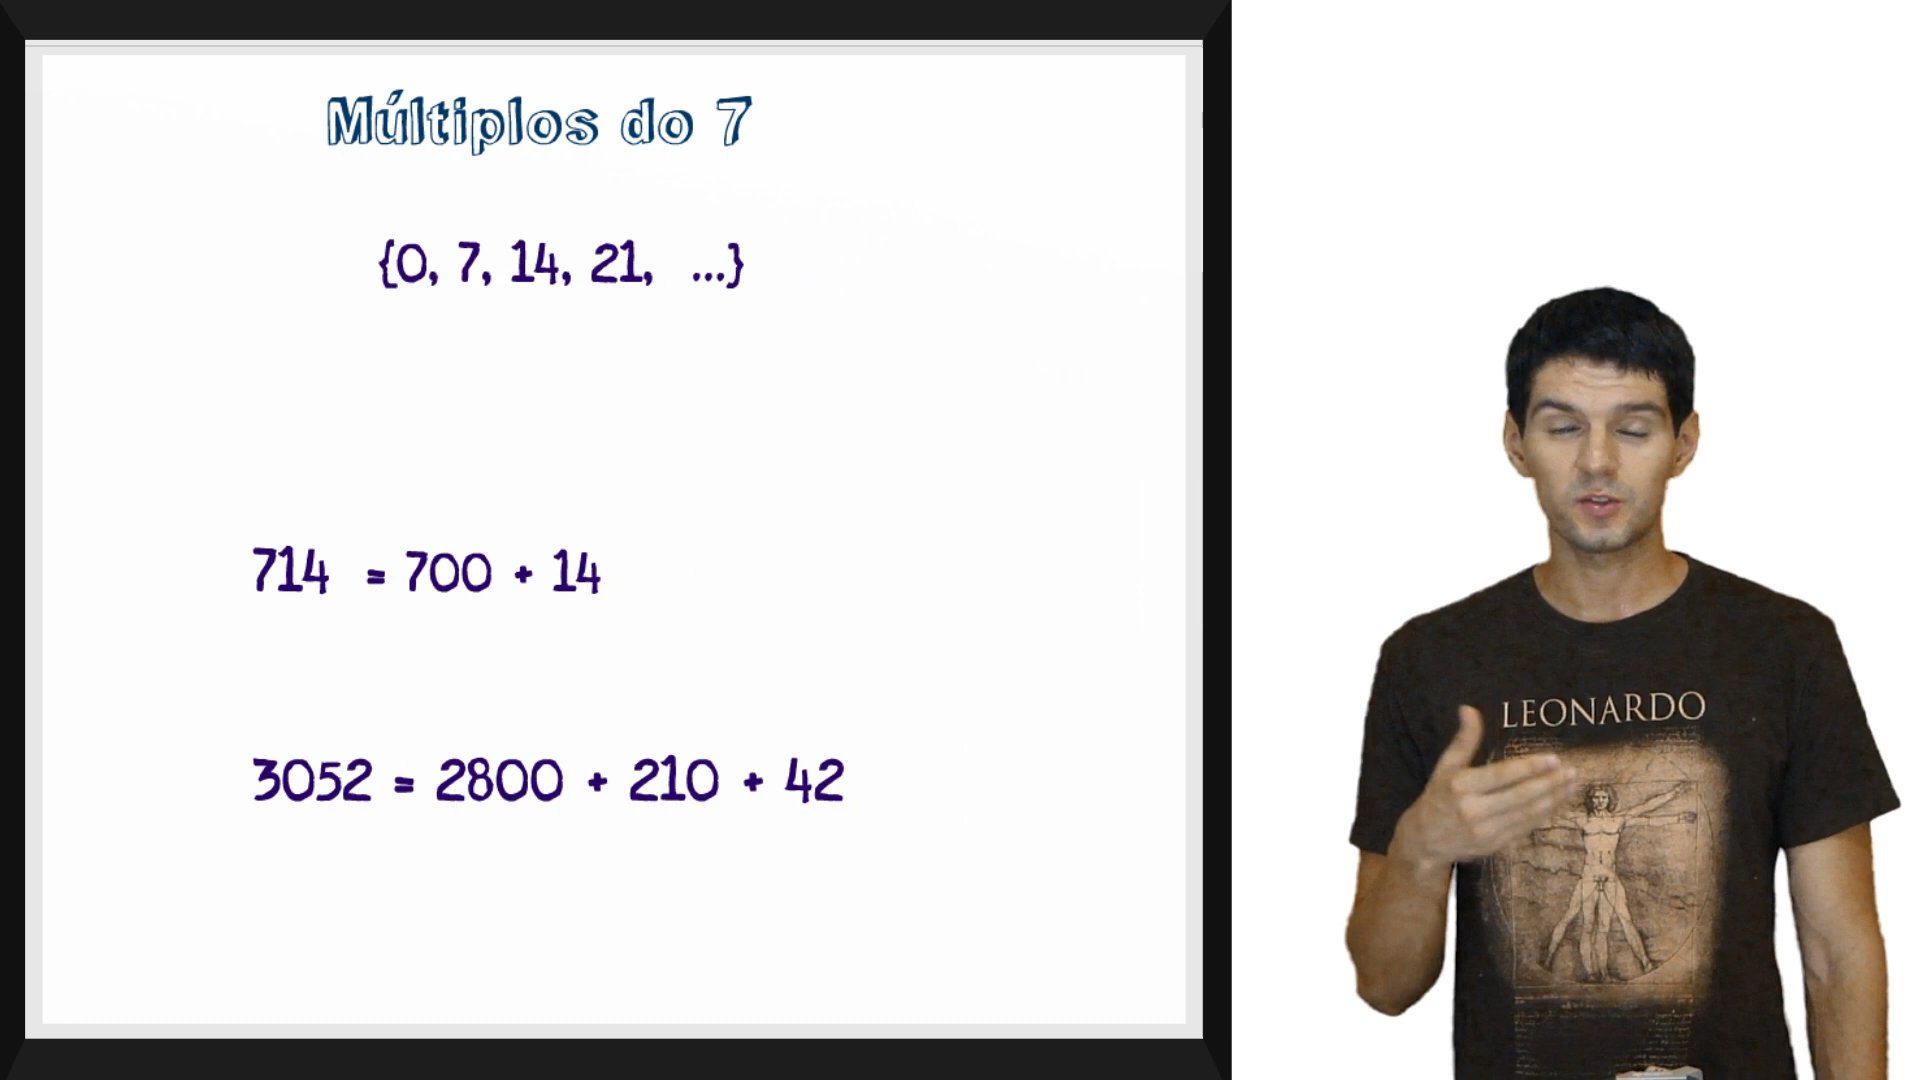 Múltiplos do 7
{0, 7, 14, 21, ...}
714 = 700 + 14
3052 = 2800 + 210 + 42
LEONARDO